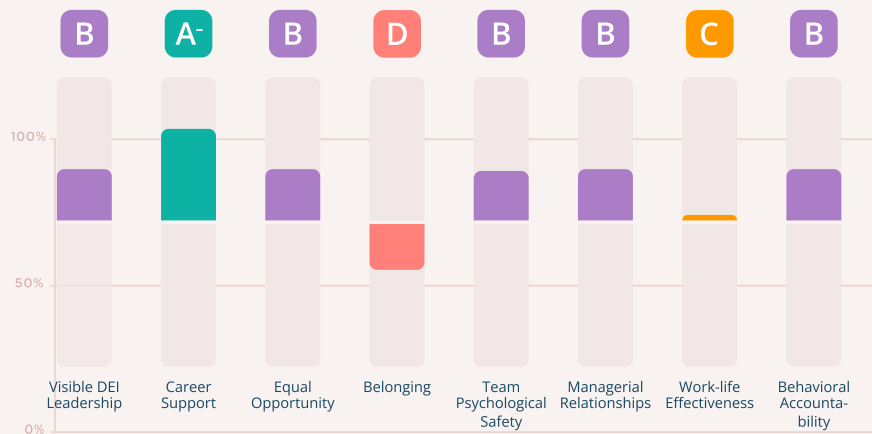 B A- B D B B C B
100%
50%
0%
Visible DEI
Leadership
Career
Support
Equal
Opportunity
Belonging
Team
Psychological
Safety
Managerial
Relationships
Work-life
Effectiveness
Behavioral
Accounta-
bility